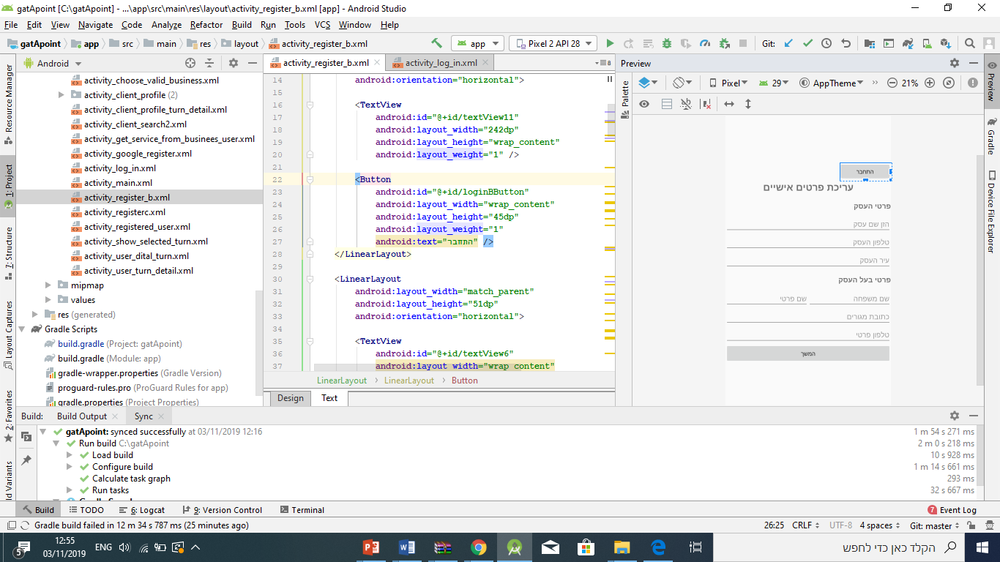 gatApoint [C:\gatApoint] - ...\app\src\main\res\layout\activity_register_b.xml [app] - Android Studio
File Edit View Navigate Code Analyze Refactor Build Run Tools VCS Window Help
gatApoint app src main res layout activity_register_b.xml app Pixel 2 API 28 Git:
Android
activity_register_b.xml activity_log_in.xml 8
Preview
Resource Manager
1: Project
7: Structure
Layout Captures
2: Favorites
ld Variants
activity_choose_valid_business.xml
activity_client_profile (2)
activity_client_profile_turn_detail.xml
activity_client_search2.xml
activity_get_service_from_businees_user.xml
activity_google_register.xml
activity_log_in.xml
activity_main.xml
activity_register_b.xml
activity_registerc.xml
activity_registered_user.xml
activity_show_selected_turn.xml
activity_user_dital_turn.xml
activity_user_turn_detail.xml
mipmap
values
res (generated)
Gradle Scripts
build.gradle (Project: gatApoint)
build.gradle (Module: app)
gradle-wrapper.properties (Gradle Version)
proguard-rules.pro (ProGuard Rules for app)
gradle.properties (Project Properties)
14 android:orientation="horizontal">
15
16 <TextView
17 android:id="@+id/textView11"
18 android:layout_width="242dp"
19 android:layout_height="wrap_content"
20 android:layout_weight="1" />
21
22 <Button
23 android:id="@+id/loginBButton"
24 android:layout_width="wrap_content"
25 android:layout_height="45dp"
26 android:layout_weight="1"
27 android:text="התחבר" />
28 </LinearLayout>
29
30 <LinearLayout
31 android:layout_width="match_parent"
32 android:layout_height="51dp"
33 android:orientation="horizontal">
34
35 <TextView
36 android:id="@+id/textView6"
37 android:layout_width="wrap_content"
LinearLayout LinearLayout Button
Design Text
Palette
Pixel 29 AppTheme 21%
התחבר
עריכת פרטים אישיים
פרטי העסק
הזן שם עסק
טלפון העסק
עיר העסק
פרטי בעל העסק
שם משפחה שם פרטי
כתובת מגורים
טלפון פרטי
המשך
Preview
Gradle
Device File Explorer
Build: Build Output Sync
gatApoint: synced successfully at 03/11/2019 12:16 1 m 54 s 271 ms
Run build C:\gatApoint 2 m 0 s 218 ms
Load build 10 s 928 ms
Configure build 1 m 14 s 661 ms
Calculate task graph 293 ms
Run tasks 32 s 667 ms
Build TODO 6: Logcat 9: Version Control Terminal 7 Event Log
Gradle build failed in 12 m 34 s 787 ms (25 minutes ago) 26:25 CRLF UTF-8 4 spaces Git: master
5 12:55 ENG
03/11/2019
הקלד כאן כדי לחפש